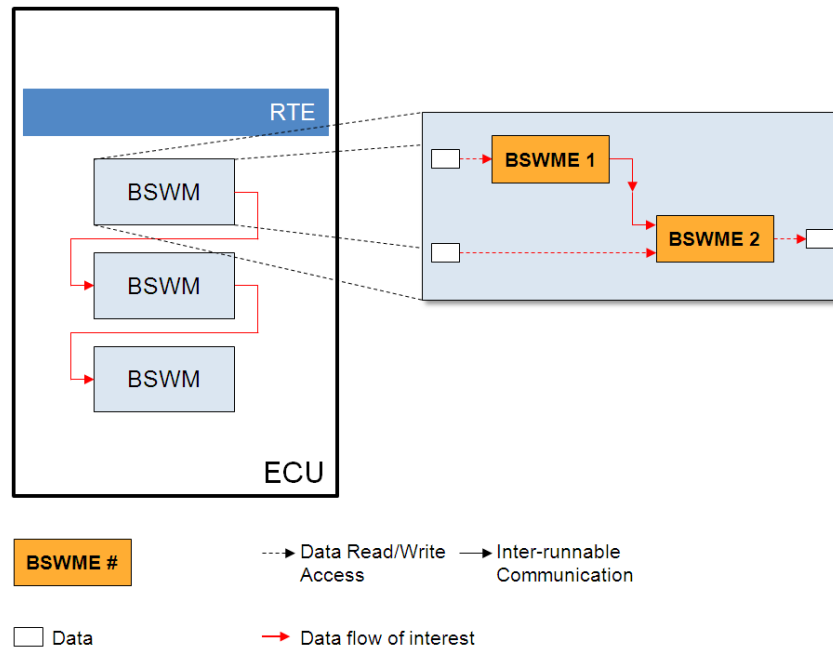 RTE
BSWM
BSWM
BSWM
ECU
BSWME 1
BSWME 2
BSWME #
Data Read/Write
Access
Inter-runnable
Communication
Data
Data flow of interest